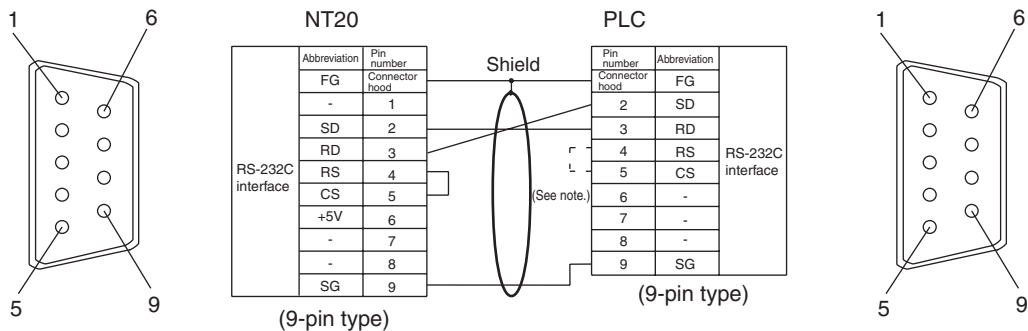 1
6
5
9
NT20
RS-232C
interface
Abbreviation
Pin
number
FG
Connector
hood
-
1
SD
2
RD
3
RS
4
CS
5
+5V
6
-
7
-
8
SG
9
(9-pin type)
Shield
(See note.)
PLC
Pin
number
Abbreviation
Connector
hood
FG
2
SD
3
RD
4
RS
5
CS
6
-
7
-
8
-
9
SG
RS-232C
interface
(9-pin type)
1
6
5
9